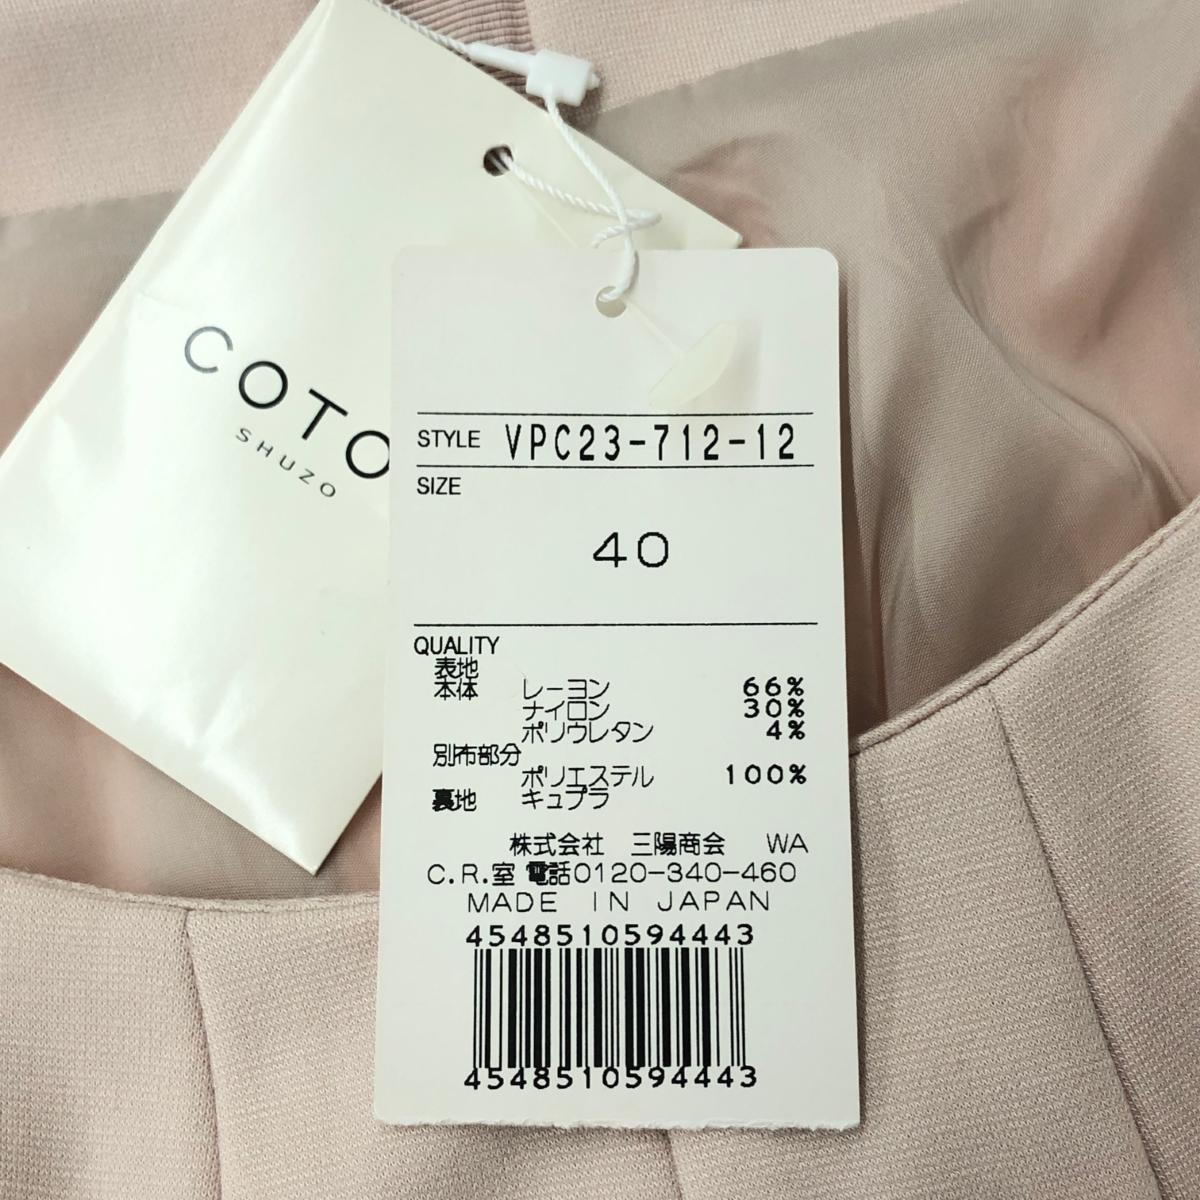 COTO
SHUZO
STYLE VPC23-712-12
SIZE
40
QUALITY
表地
本体 レーヨン 66%
ナイロン 30%
ポリウレタン 4%
別布部分
ポリエステル 100%
裏地 キュプラ
株式会社 三陽商会 WA
C.R.室 電話0120-340-460
MADE IN JAPAN
4548510594443
4548510594443